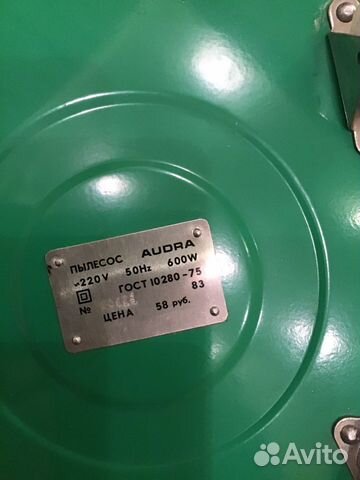 ПЫЛЕСОС AUDRA
~220V 50Hz 600W
ГОСТ 10280-75
№ 83
ЦЕНА 58 руб.
Avito